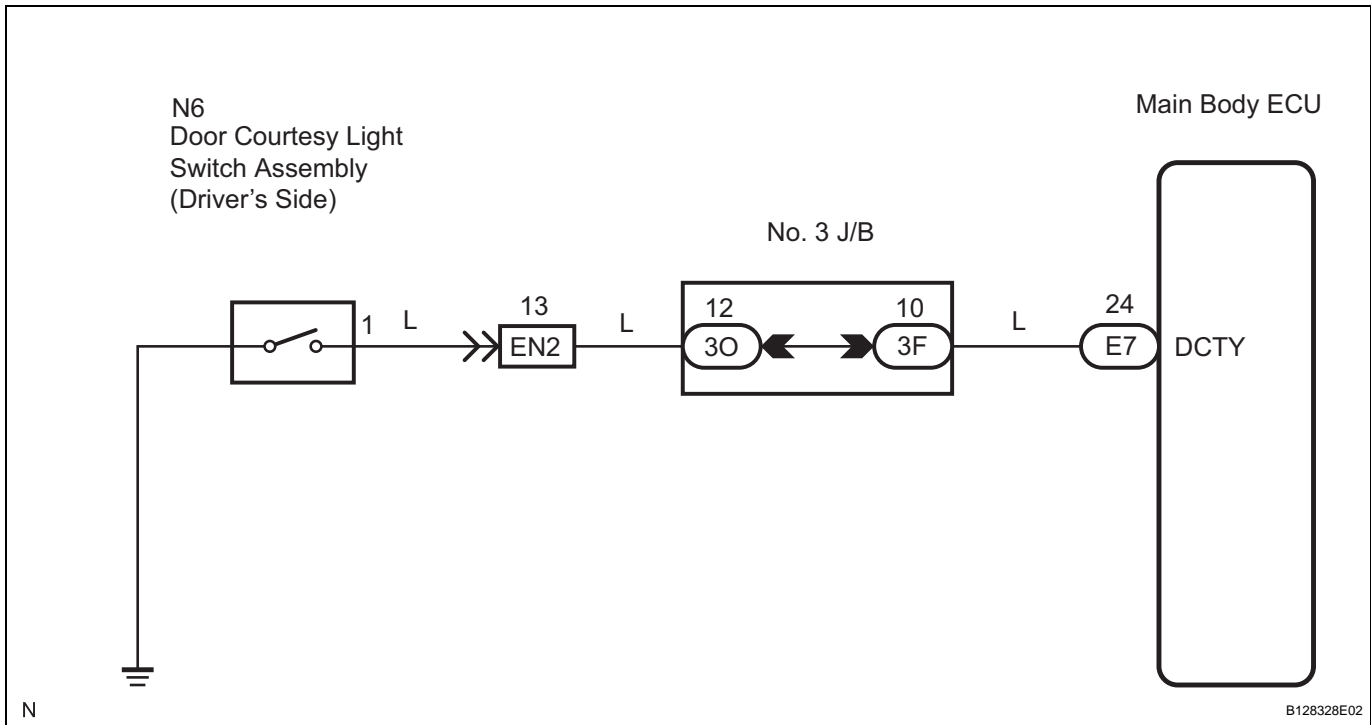 N6
Door Courtesy Light
Switch Assembly
(Driver's Side)
Main Body ECU
No. 3 J/B
1
L
13
EN2
L
12
3O
10
3F
L
24
E7
DCTY
N
B128328E02